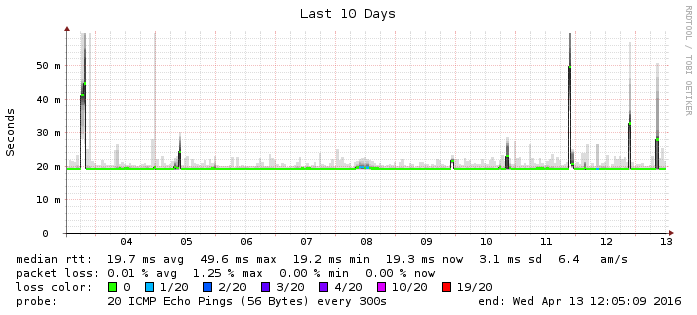 Last 10 Days
RRDTOOL / TOBI OETIKER
Seconds
50 m
40 m
30 m
20 m
10 m
0
04 05 06 07 08 09 10 11 12 13
median rtt: 19.7 ms avg 49.6 ms max 19.2 ms min 19.3 ms now 3.1 ms sd 6.4 am/s
packet loss: 0.01 % avg 1.25 % max 0.00 % min 0.00 % now
loss color: 0 1/20 2/20 3/20 4/20 10/20 19/20
probe: 20 ICMP Echo Pings (56 Bytes) every 300s end: Wed Apr 13 12:05:09 2016